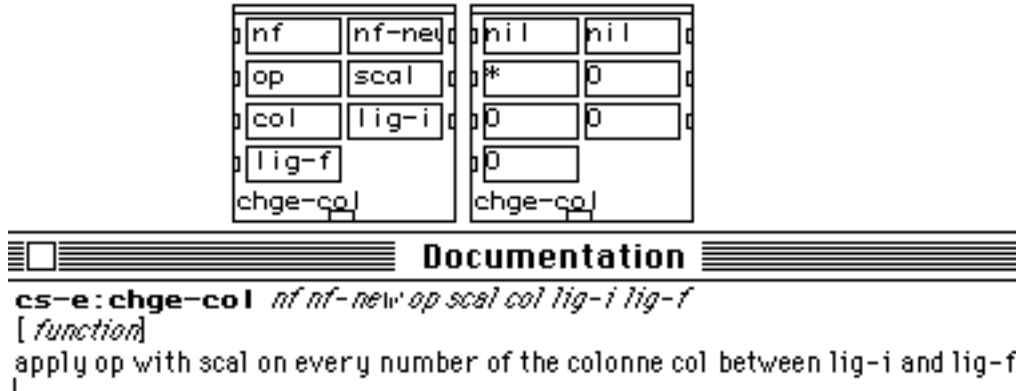 nf nf-new nil nil
op scal * 0
col lig-i 0 0
lig-f 0
chge-col chge-col
Documentation
cs-e:chge-col nf nf-new op scal col lig-i lig-f
[function]
apply op with scal on every number of the colonne col between lig-i and lig-f